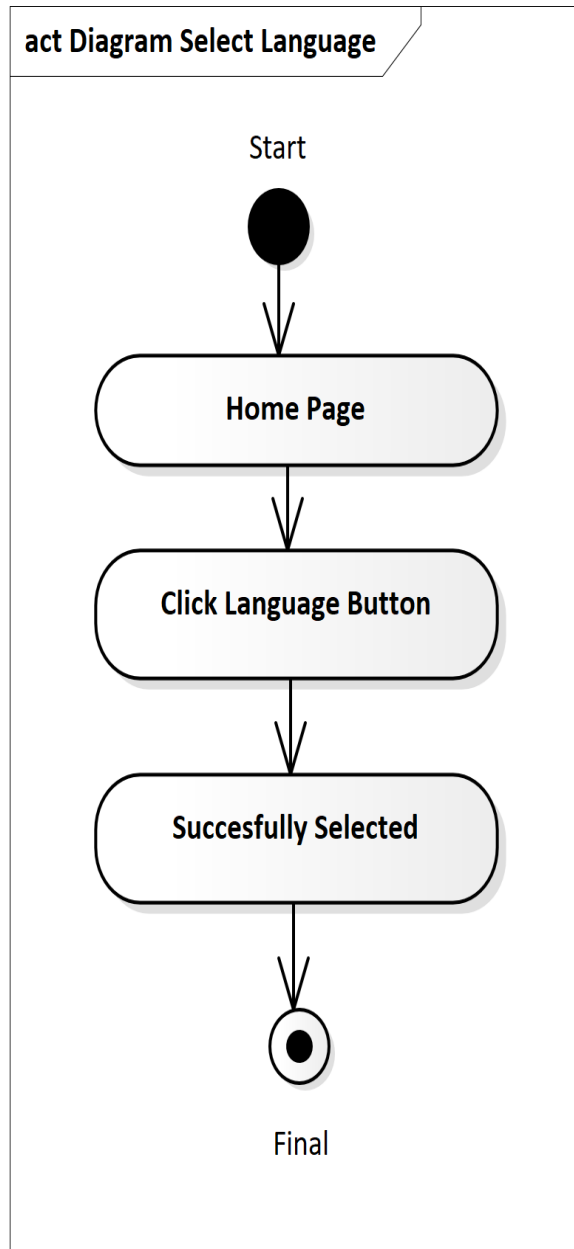 act Diagram Select Language
Start
Home Page
Click Language Button
Succesfully Selected
Final